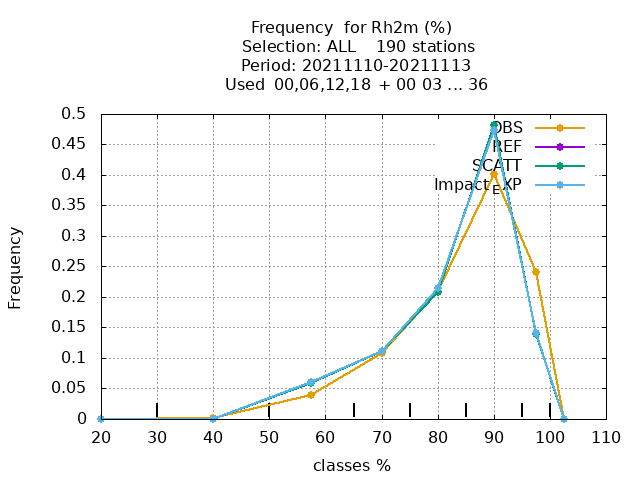 Frequency for Rh2m (%)
Selection: ALL 190 stations
Period: 20211110-20211113
Used 00,06,12,18 + 00 03 ... 36
OBS
REF
SCATT
Impact_EXP
0.5
0.45
0.4
0.35
0.3
0.25
0.2
0.15
0.1
0.05
0
Frequency
20 30 40 50 60 70 80 90 100 110
classes %